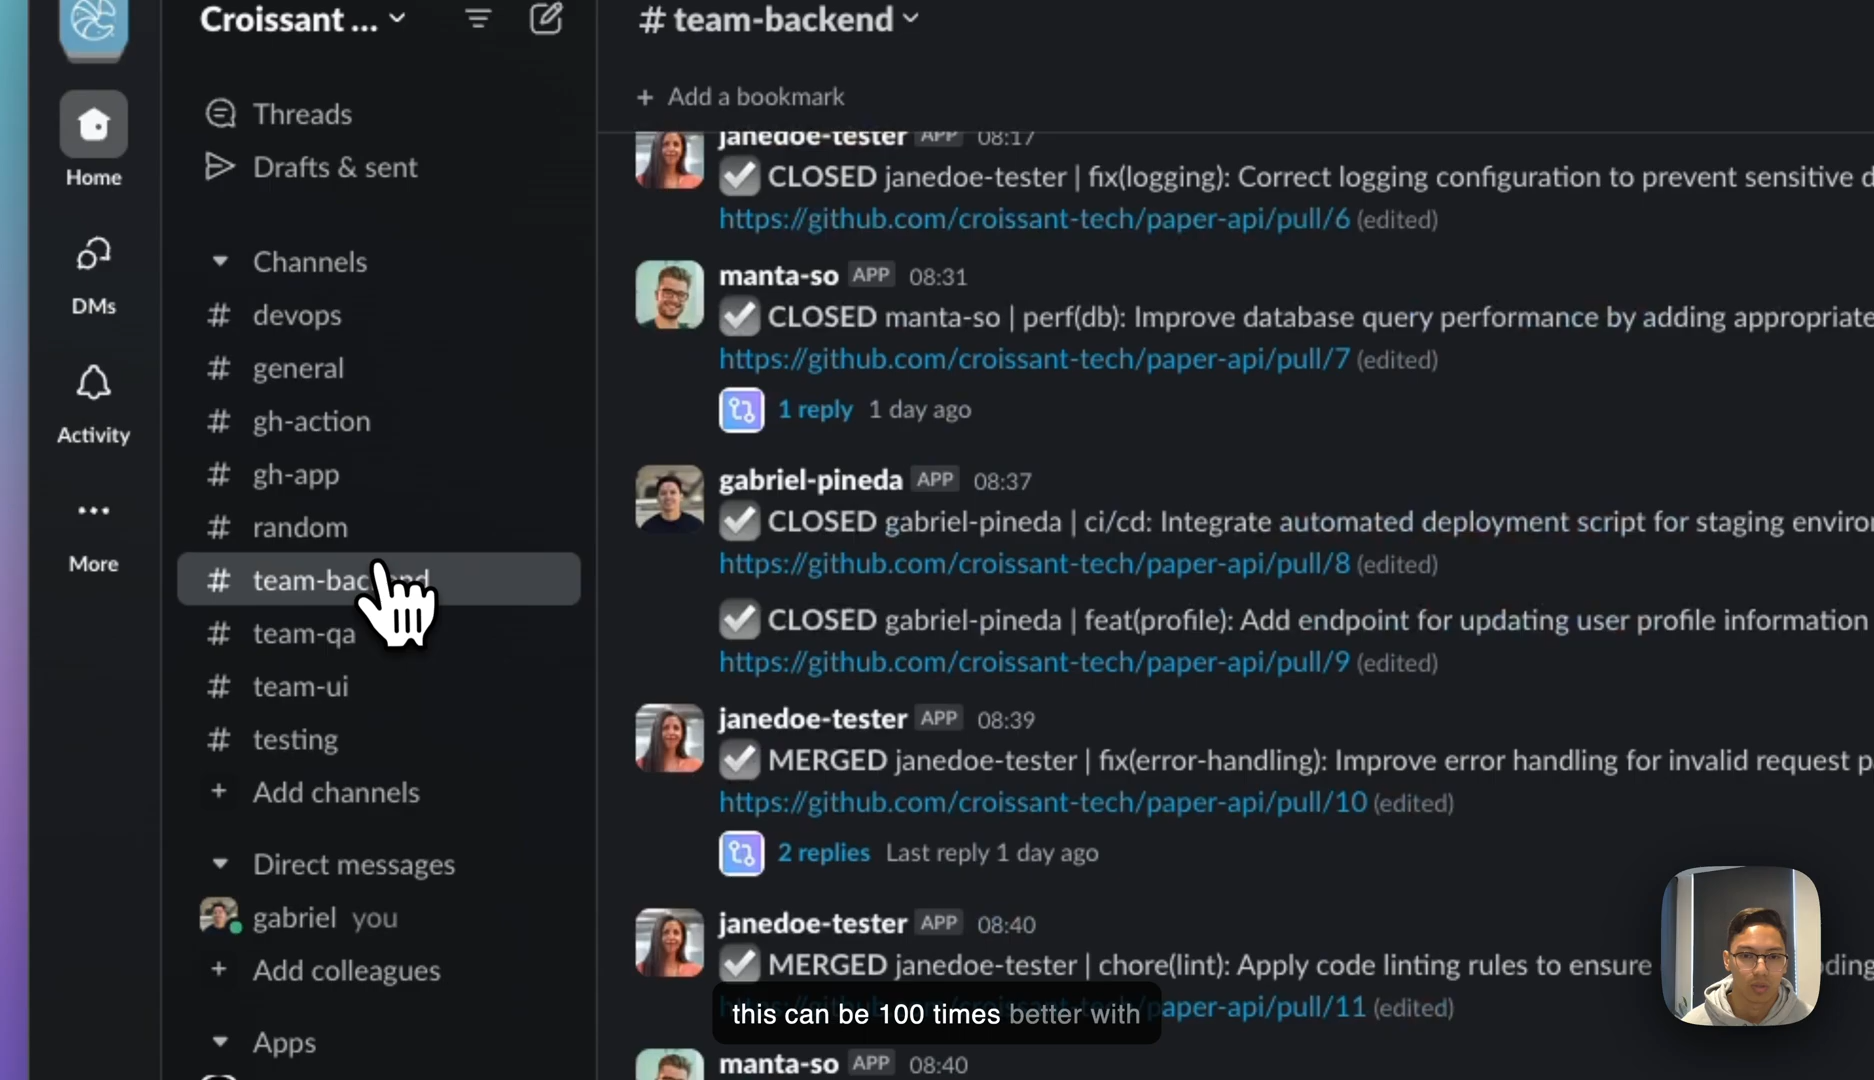 Croissant ...
Home
DMs
Activity
More
Threads
Drafts & sent
Channels
# devops
# general
# gh-action
# gh-app
# random
# team-backend
# team-qa
# team-ui
# testing
+ Add channels
Direct messages
gabriel you
+ Add colleagues
Apps
# team-backend
+ Add a bookmark
janedoe-tester APP 08:17
CLOSED janedoe-tester | fix(logging): Correct logging configuration to prevent sensitive d
https://github.com/croissant-tech/paper-api/pull/6 (edited)
manta-so APP 08:31
CLOSED manta-so | perf(db): Improve database query performance by adding appropriate
https://github.com/croissant-tech/paper-api/pull/7 (edited)
1 reply 1 day ago
gabriel-pineda APP 08:37
CLOSED gabriel-pineda | ci/cd: Integrate automated deployment script for staging enviro
https://github.com/croissant-tech/paper-api/pull/8 (edited)
CLOSED gabriel-pineda | feat(profile): Add endpoint for updating user profile information
https://github.com/croissant-tech/paper-api/pull/9 (edited)
janedoe-tester APP 08:39
MERGED janedoe-tester | fix(error-handling): Improve error handling for invalid request p
https://github.com/croissant-tech/paper-api/pull/10 (edited)
2 replies Last reply 1 day ago
janedoe-tester APP 08:40
MERGED janedoe-tester | chore(lint): Apply code linting rules to ensure ding
paper-api/pull/11 (edited)
this can be 100 times better with
manta-so APP 08:40